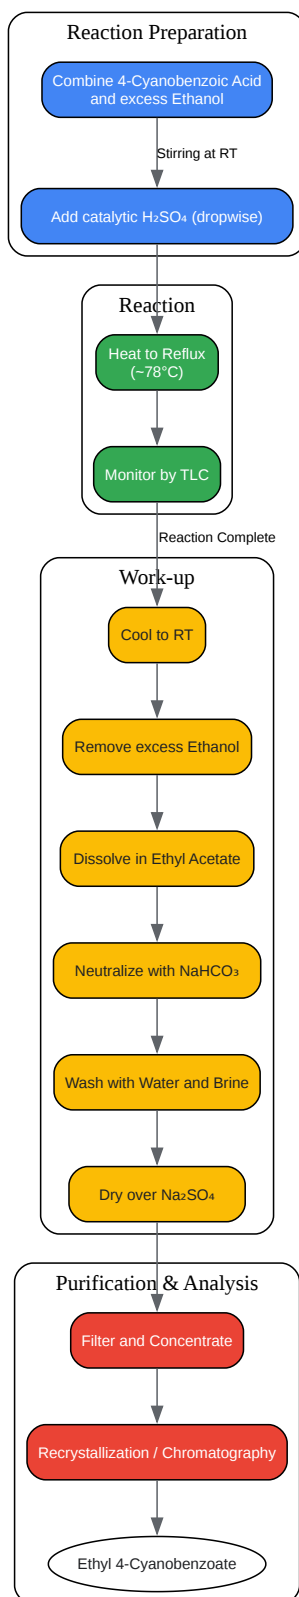 Reaction Preparation
Combine 4-Cyanobenzoic Acid
and excess Ethanol
Stirring at RT
Add catalytic H₂SO₄ (dropwise)
Reaction
Heat to Reflux
(~78°C)
Monitor by TLC
Reaction Complete
Work-up
Cool to RT
Remove excess Ethanol
Dissolve in Ethyl Acetate
Neutralize with NaHCO₃
Wash with Water and Brine
Dry over Na₂SO₄
Purification & Analysis
Filter and Concentrate
Recrystallization / Chromatography
Ethyl 4-Cyanobenzoate